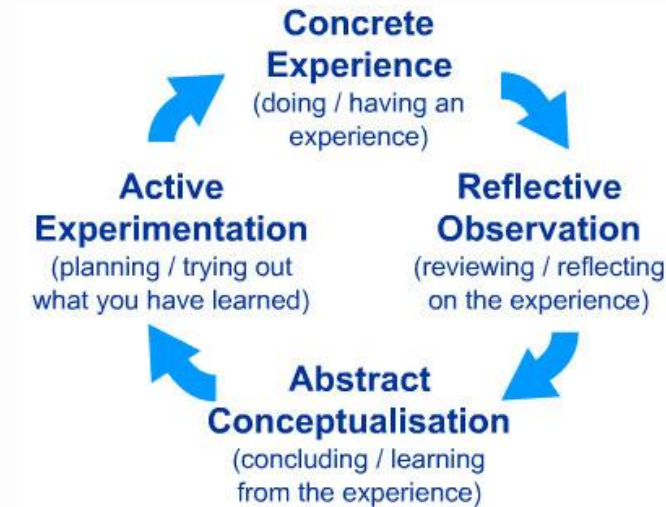 Concrete
Experience
(doing / having an
experience)
Reflective
Observation
(reviewing / reflecting
on the experience)
Abstract
Conceptualisation
(concluding / learning
from the experience)
Active
Experimentation
(planning / trying out
what you have learned)